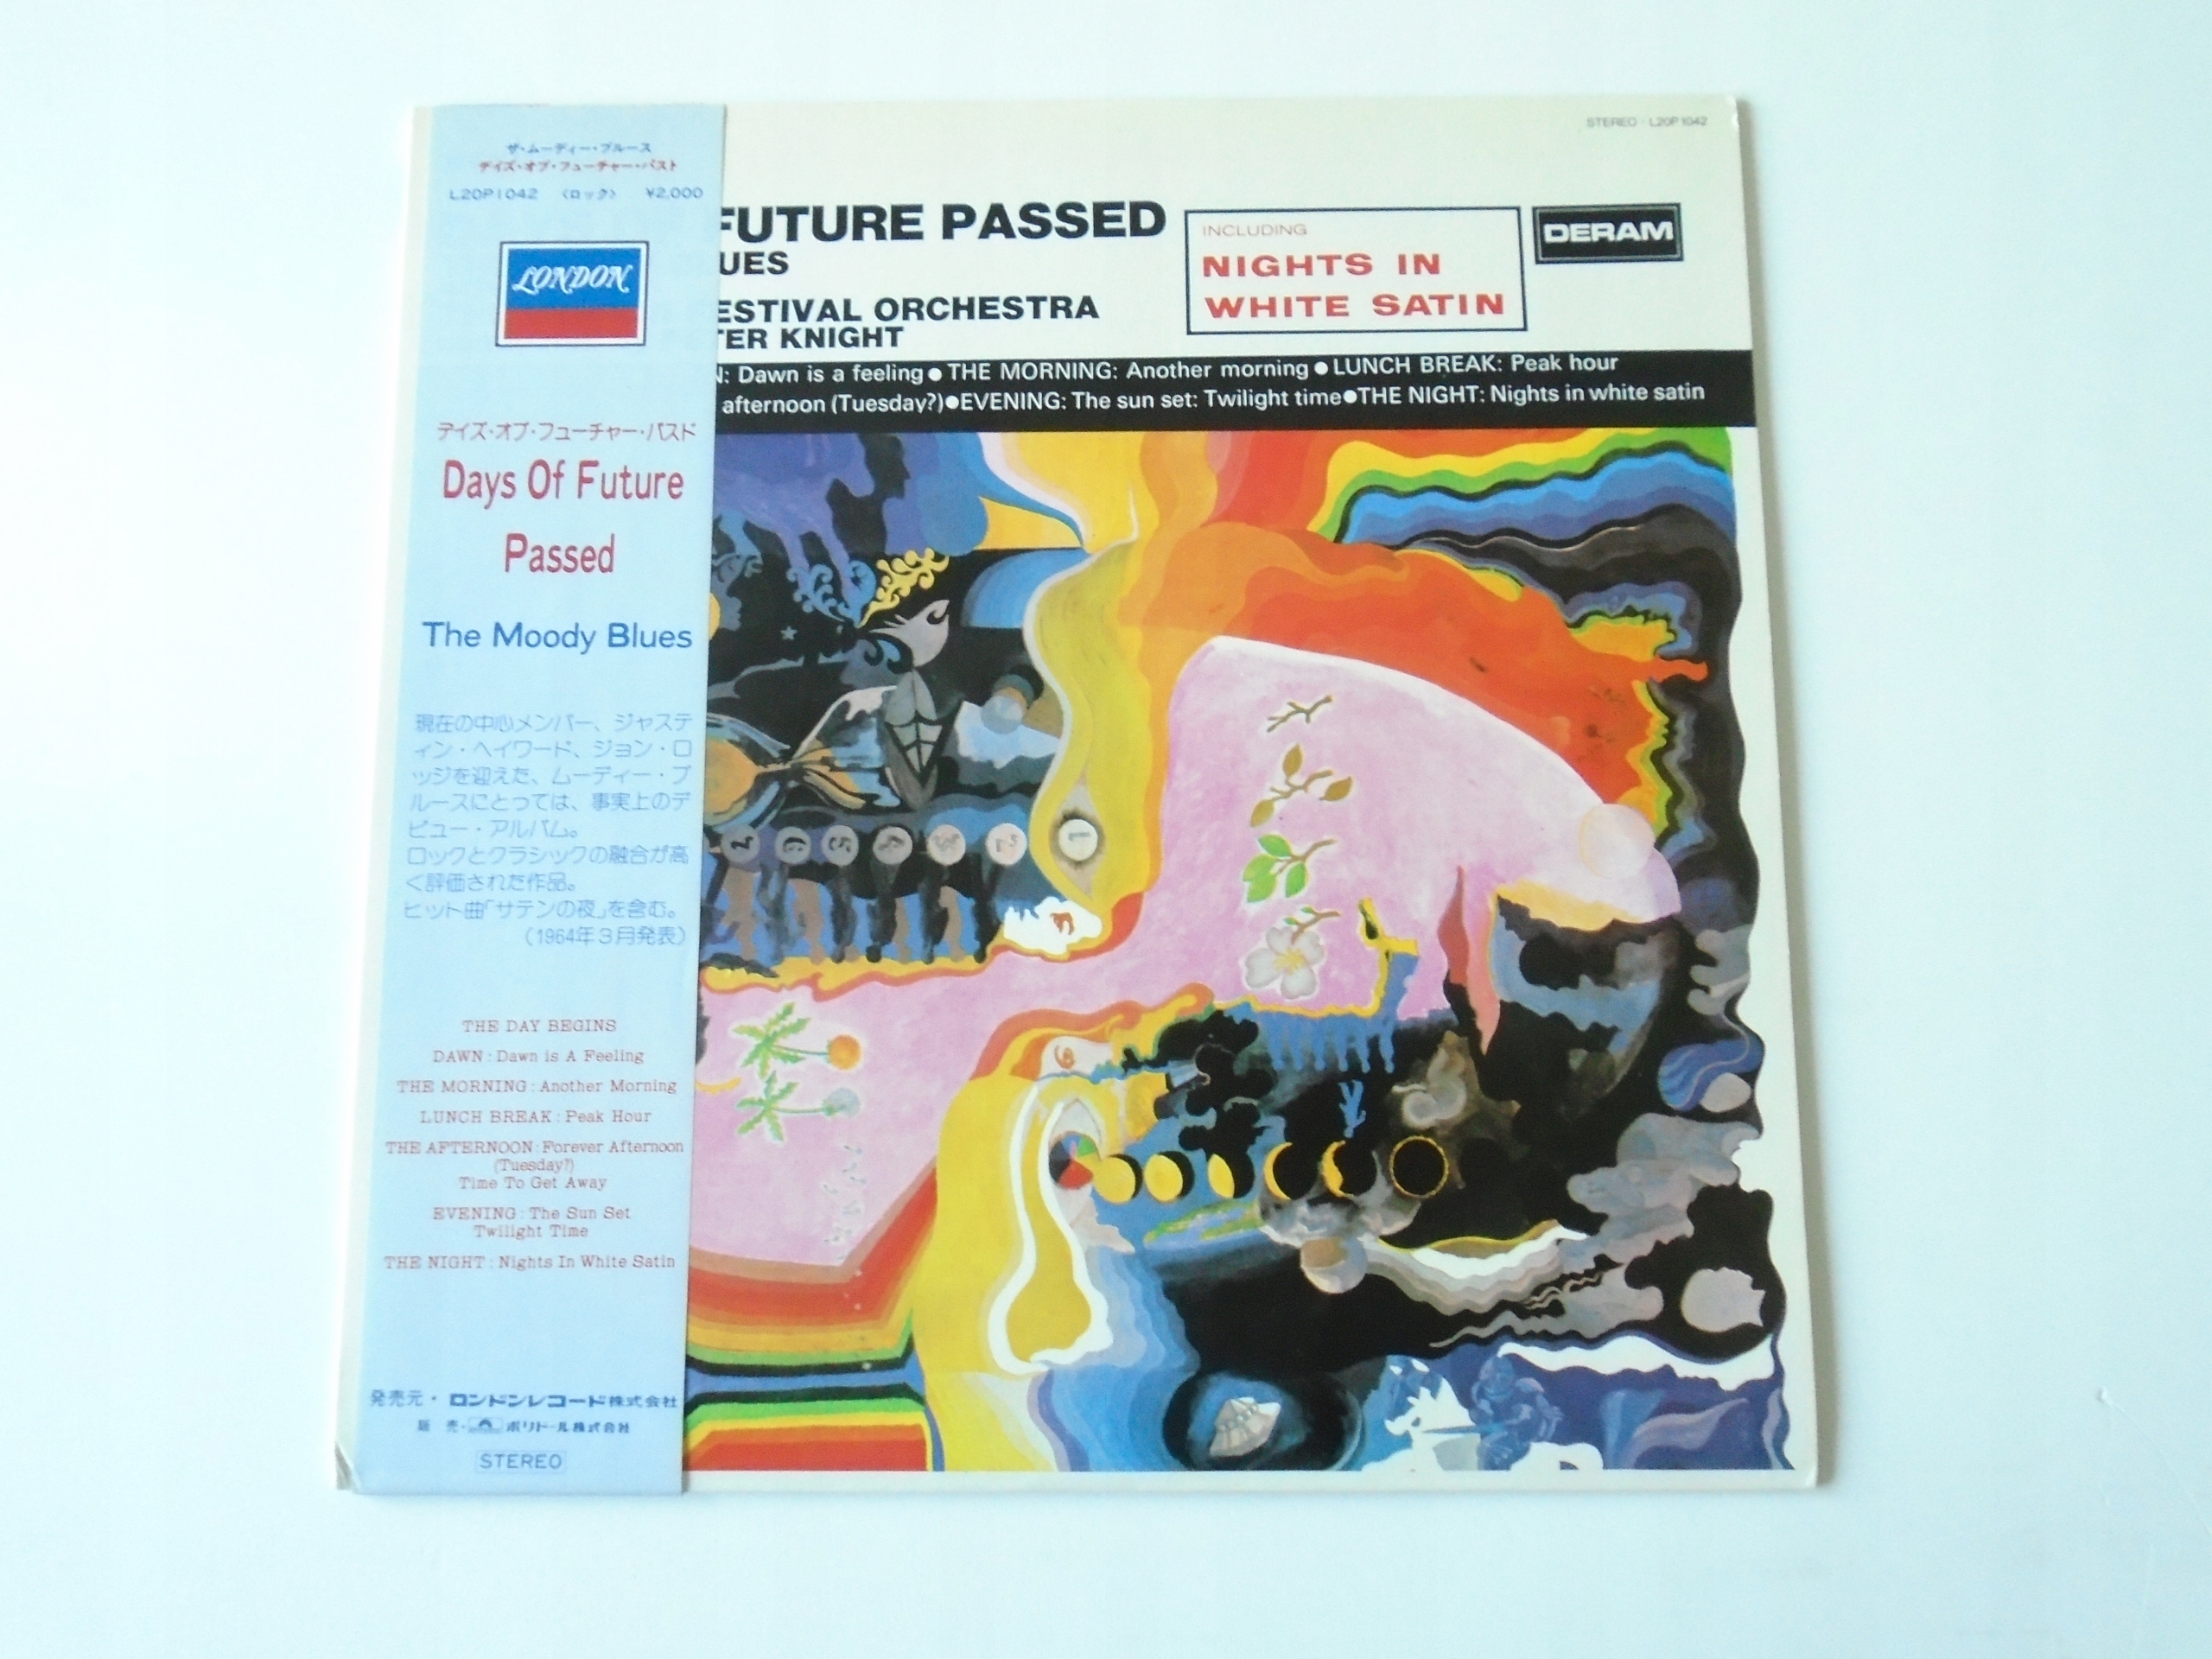 ザ・ムーディー・ブルース
デイズ・オブ・フューチャー・パスト
L20P1042 〈ロック〉 ¥2,000
LONDON
デイズ・オブ・フューチャー・パスド
Days Of Future
Passed
The Moody Blues
現在の中心メンバー、ジャステ
ィン・ヘイワード、ジョン・ロ
ッジを迎えた、ムーディー・ブ
ルースにとっては、事実上のデ
ビュー・アルバム。
ロックとクラシックの融合が高
く評価された作品。
ヒット曲「サテンの夜」を含む。
(1964年3月発表)
THE DAY BEGINS
DAWN : Dawn is A Feeling
THE MORNING : Another Morning
LUNCH BREAK : Peak Hour
THE AFTERNOON : Forever Afternoon
(Tuesday?)
Time To Get Away
EVENING : The Sun Set
Twilight Time
THE NIGHT : Nights In White Satin
発売元・ロンドンレコード株式会社
販売・ポリドール株式会社
STEREO
STEREO・L20P1042
FUTURE PASSED
UES
ESTIVAL ORCHESTRA
TER KNIGHT
INCLUDING
NIGHTS IN
WHITE SATIN
DERAM
N: Dawn is a feeling ● THE MORNING: Another morning ● LUNCH BREAK: Peak hour
afternoon (Tuesday?) ● EVENING: The sun set: Twilight time ● THE NIGHT: Nights in white satin